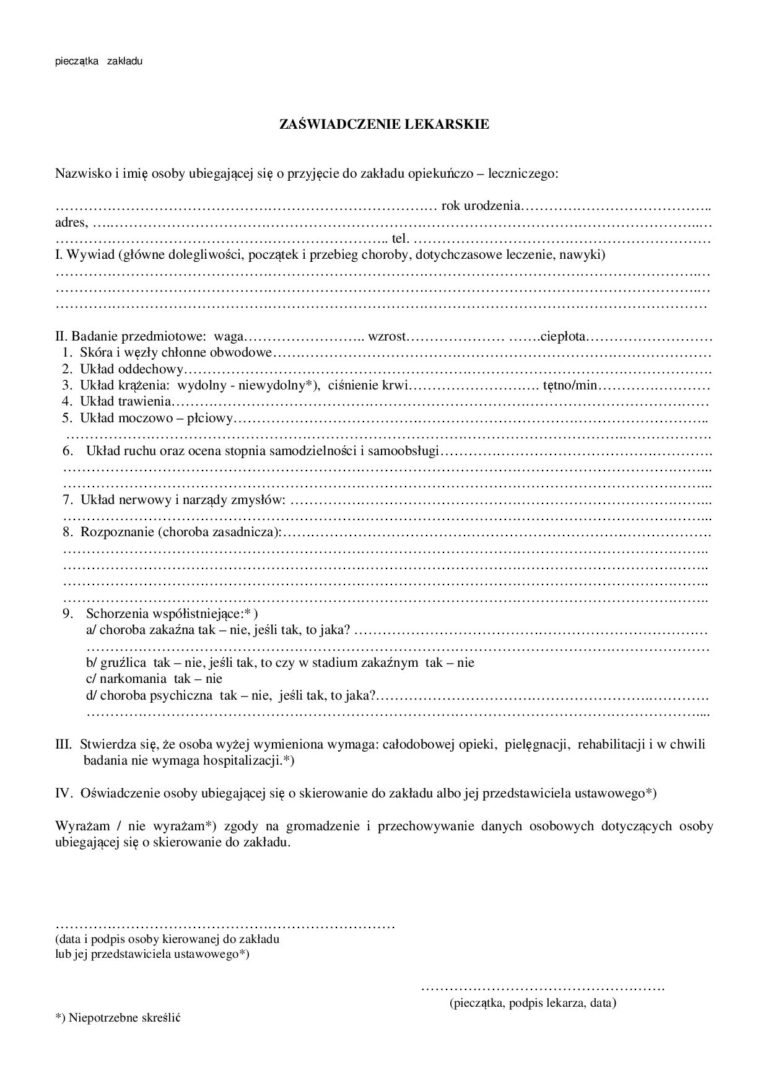 pieczątka zakładu
ZAŚWIADCZENIE LEKARSKIE
Nazwisko i imię osoby ubiegającej się o przyjęcie do zakładu opiekuńczo – leczniczego:
……………………………………………………………………… rok urodzenia…………………………………..
adres, …..……………………………………………………………………………………………………………...…
…………………………………………………………….. tel. ………………………………………………………
I. Wywiad (główne dolegliwości, początek i przebieg choroby, dotychczasowe leczenie, nawyki)
………………………………………………………………………………………………………………………..…
………………………………………………………………………………………………………………………..…
…………………………………………………………………………………………………………………………
II. Badanie przedmiotowe: waga…………………….. wzrost………………… …….ciepłota………………………
1. Skóra i węzły chłonne obwodowe…………………………………………………………………………………
2. Układ oddechowy…………………………………………………………………………………………………
3. Układ krążenia: wydolny - niewydolny*), ciśnienie krwi………………………. tętno/min……………………
4. Układ trawienia……………………………………………………………………………………………………
5. Układ moczowo – płciowy………………………………………………………………………………………..
……………………………………………………………………………………………………...……………….
6. Układ ruchu oraz ocena stopnia samodzielności i samoobsługi………………………………………………….
………………………………………………………………………………………………………………………...
………………………………………………………………………………………………………………………...
7. Układ nerwowy i narządy zmysłów: ……………………………………………………………………………...
………………………………………………………………………………………………………………………...
8. Rozpoznanie (choroba zasadnicza):……………………………………………………………………………….
………………………………………………………………………………………………………………………..
………………………………………………………………………………………………………………………..
………………………………………………………………………………………………………………………..
………………………………………………………………………………………………………………………..
9. Schorzenia współistniejące:*)
a/ choroba zakaźna tak – nie, jeśli tak, to jaka? …………………………………………………………………
……………………………………………………………………………………………………………………
b/ gruźlica tak – nie, jeśli tak, to czy w stadium zakaźnym tak – nie
c/ narkomania tak – nie
d/ choroba psychiczna tak – nie, jeśli tak, to jaka?……………………………………………………………
…………………………………………………………………………………………………………………....
III. Stwierdza się, że osoba wyżej wymieniona wymaga: całodobowej opieki, pielęgnacji, rehabilitacji i w chwili
badania nie wymaga hospitalizacji.*)
IV. Oświadczenie osoby ubiegającej się o skierowanie do zakładu albo jej przedstawiciela ustawowego*)
Wyrażam / nie wyrażam*) zgody na gromadzenie i przechowywanie danych osobowych dotyczących osoby
ubiegającej się o skierowanie do zakładu.
………………………………………………………………
(data i podpis osoby kierowanej do zakładu
lub jej przedstawiciela ustawowego*)
…………………………………………….
(pieczątka, podpis lekarza, data)
*) Niepotrzebne skreślić